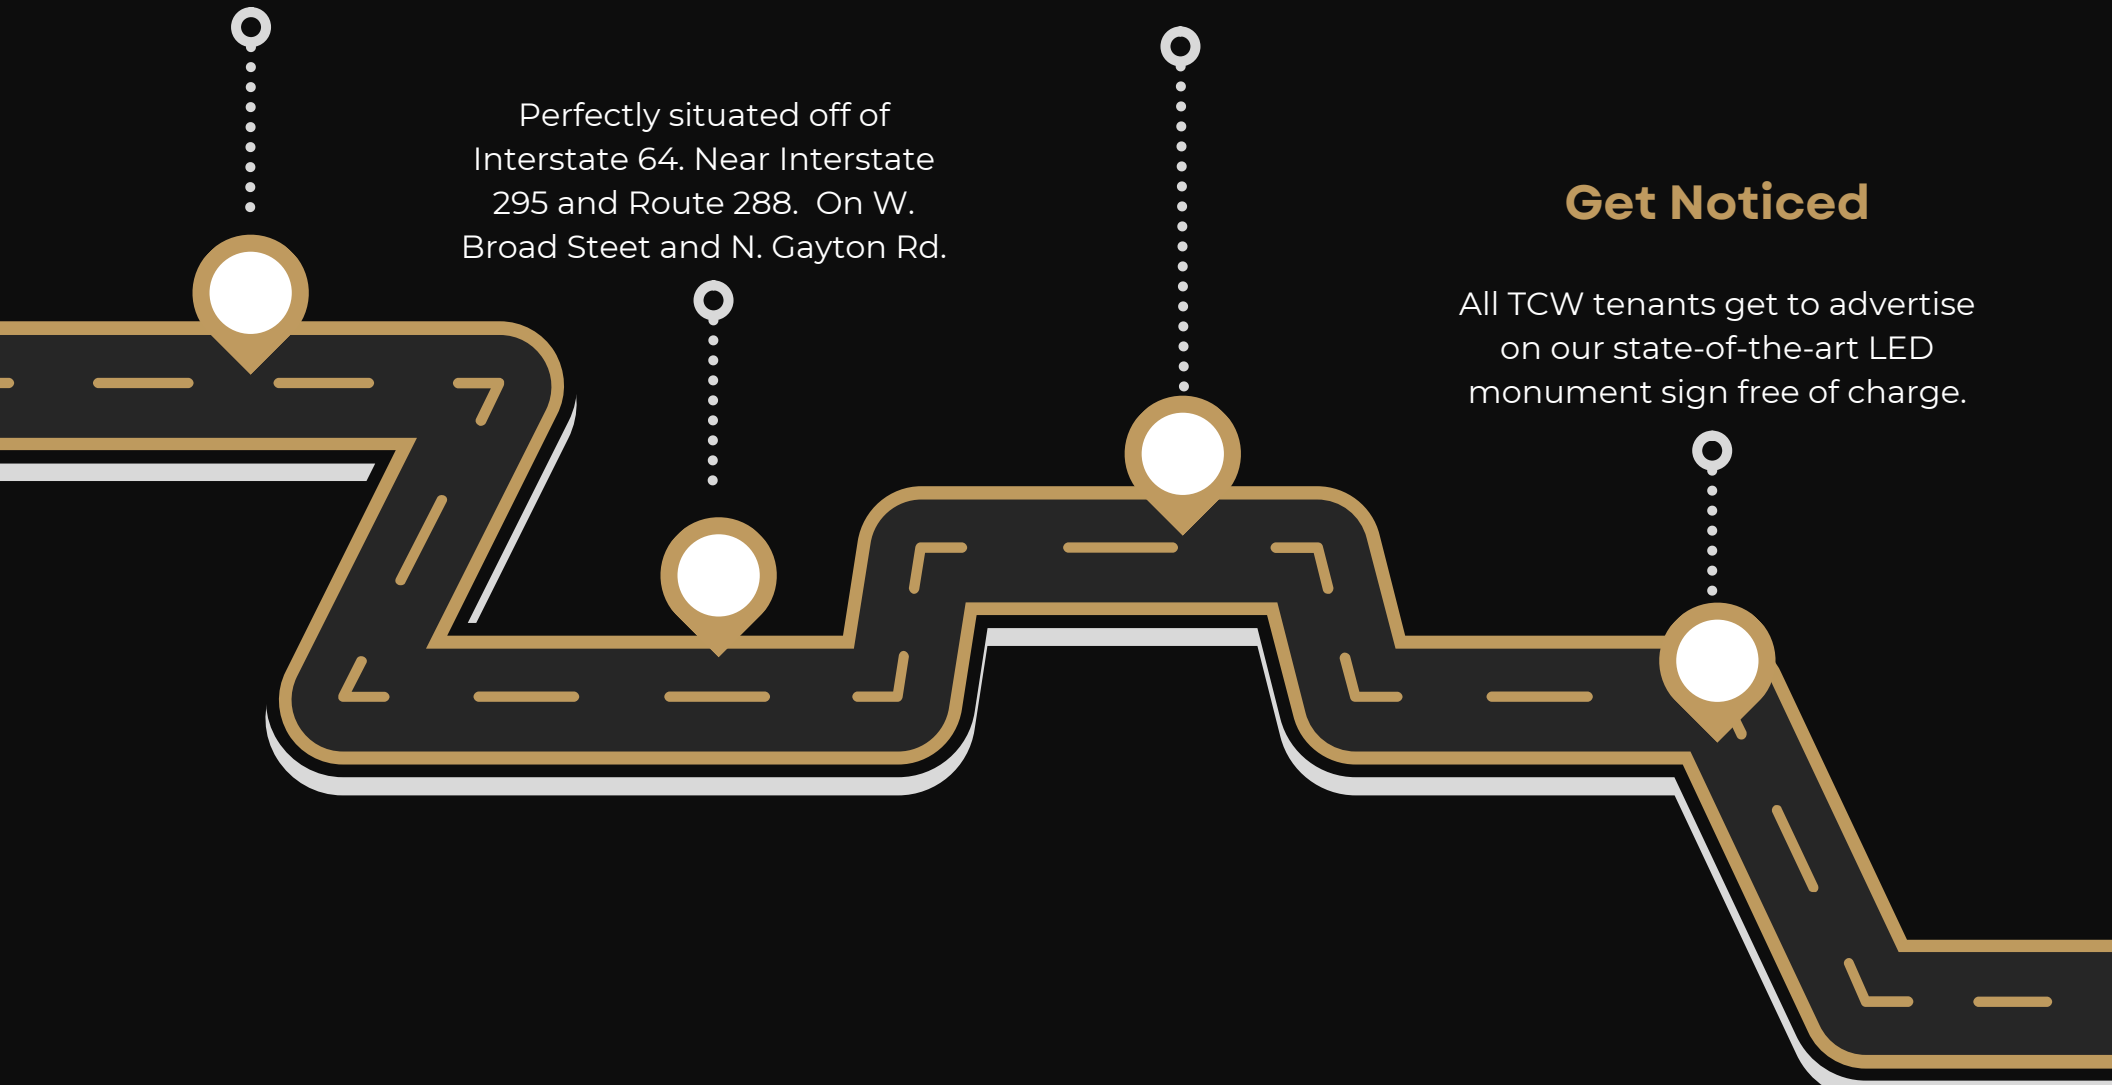 Perfectly situated off of
Interstate 64. Near Interstate
295 and Route 288.  On W.
Broad Steet and N. Gayton Rd.
Get Noticed
All TCW tenants get to advertise
on our state-of-the-art LED
monument sign free of charge.